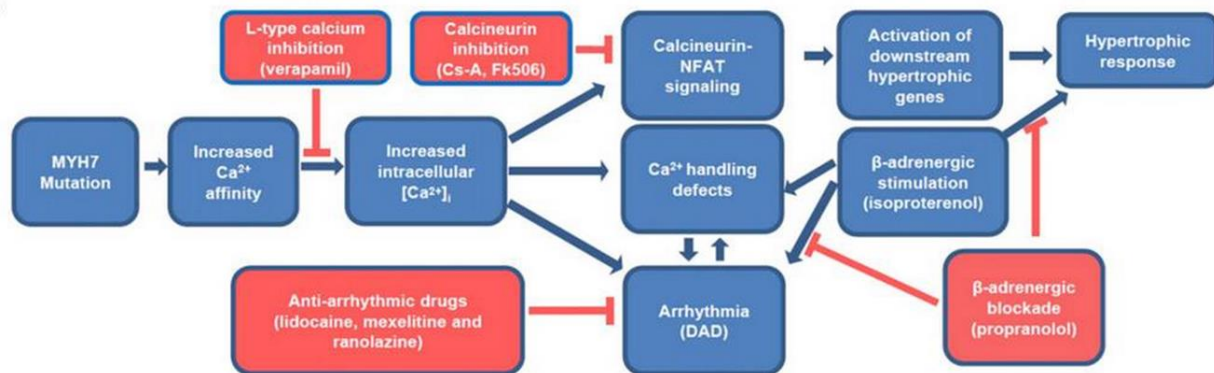 L-type calcium
inhibition
(verapamil)
Calcineurin
inhibition
(Cs-A, Fk506)
Calcineurin-
NFAT
signaling
Activation of
downstream
hypertrophic
genes
Hypertrophic
response
MYH7
Mutation
Increased
Ca²⁺
affinity
Increased
intracellular
[Ca²⁺]ᵢ
Ca²⁺ handling
defects
β-adrenergic
stimulation
(isoproterenol)
Anti-arrhythmic drugs
(lidocaine, mexelitine and
ranolazine)
Arrhythmia
(DAD)
β-adrenergic
blockade
(propranolol)